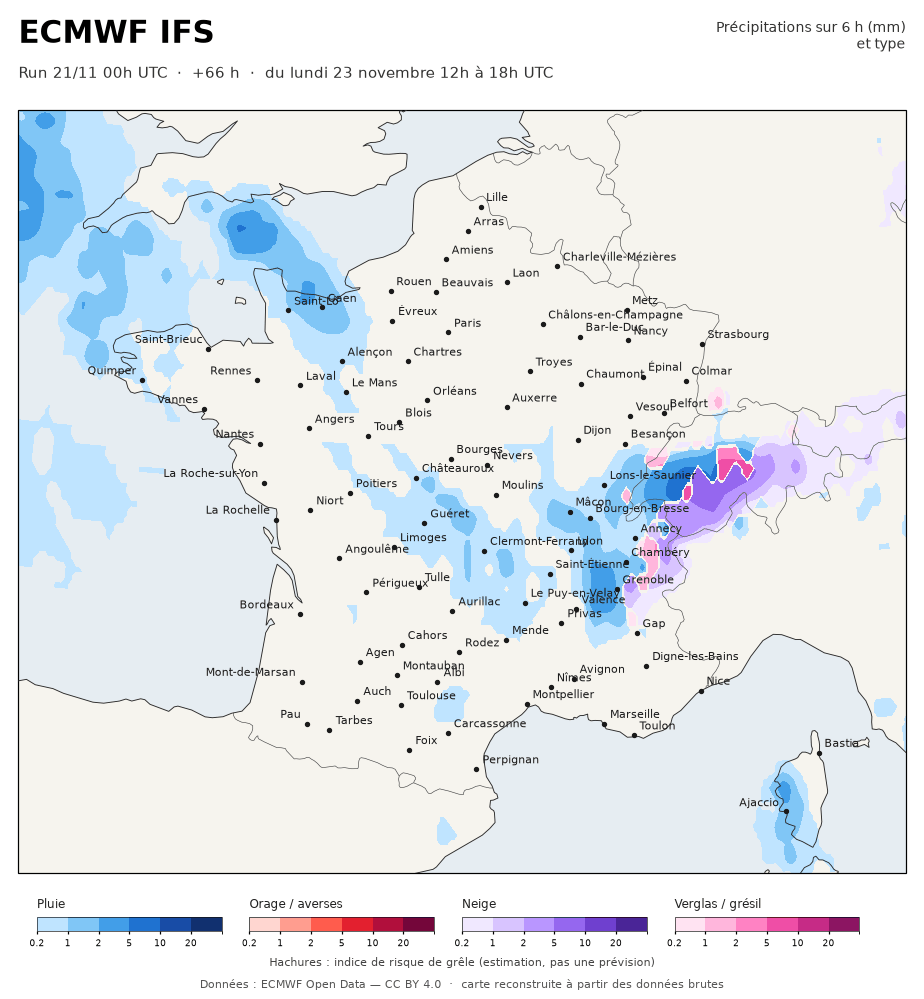 ECMWF IFS
Précipitations sur 6 h (mm)
et type
Run 21/11 00h UTC · +66 h · du lundi 23 novembre 12h à 18h UTC
Lille
Arras
Amiens
Charleville-Mézières
Laon
Rouen
Beauvais
Saint-Lô
Caen
Metz
Évreux
Châlons-en-Champagne
Paris
Bar-le-Duc
Nancy
Strasbourg
Saint-Brieuc
Alençon
Chartres
Troyes
Quimper
Rennes
Laval
Le Mans
Chaumont
Épinal
Colmar
Vannes
Orléans
Auxerre
Vesoul
Belfort
Angers
Blois
Tours
Nantes
Dijon
Besançon
Bourges
Nevers
La Roche-sur-Yon
Châteauroux
Lons-le-Saunier
Poitiers
Moulins
Niort
Mâcon
La Rochelle
Guéret
Bourg-en-Bresse
Annecy
Limoges
Angoulême
Clermont-Ferrand
Lyon
Chambéry
Saint-Étienne
Périgueux
Tulle
Grenoble
Le Puy-en-Velay
Valence
Bordeaux
Aurillac
Privas
Mende
Gap
Cahors
Rodez
Agen
Digne-les-Bains
Mont-de-Marsan
Montauban
Albi
Avignon
Nîmes
Nice
Auch
Toulouse
Montpellier
Pau
Tarbes
Carcassonne
Marseille
Toulon
Foix
Bastia
Perpignan
Ajaccio
Pluie
Orage / averses
Neige
Verglas / grésil
0.2 1 2 5 10 20
0.2 1 2 5 10 20
0.2 1 2 5 10 20
0.2 1 2 5 10 20
Hachures : indice de risque de grêle (estimation, pas une prévision)
Données : ECMWF Open Data — CC BY 4.0 · carte reconstruite à partir des données brutes